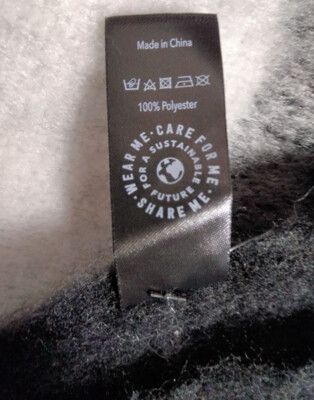 Made in China
100% Polyester
WEAR ME · CARE FOR ME · SHARE ME ·
FOR A SUSTAINABLE FUTURE